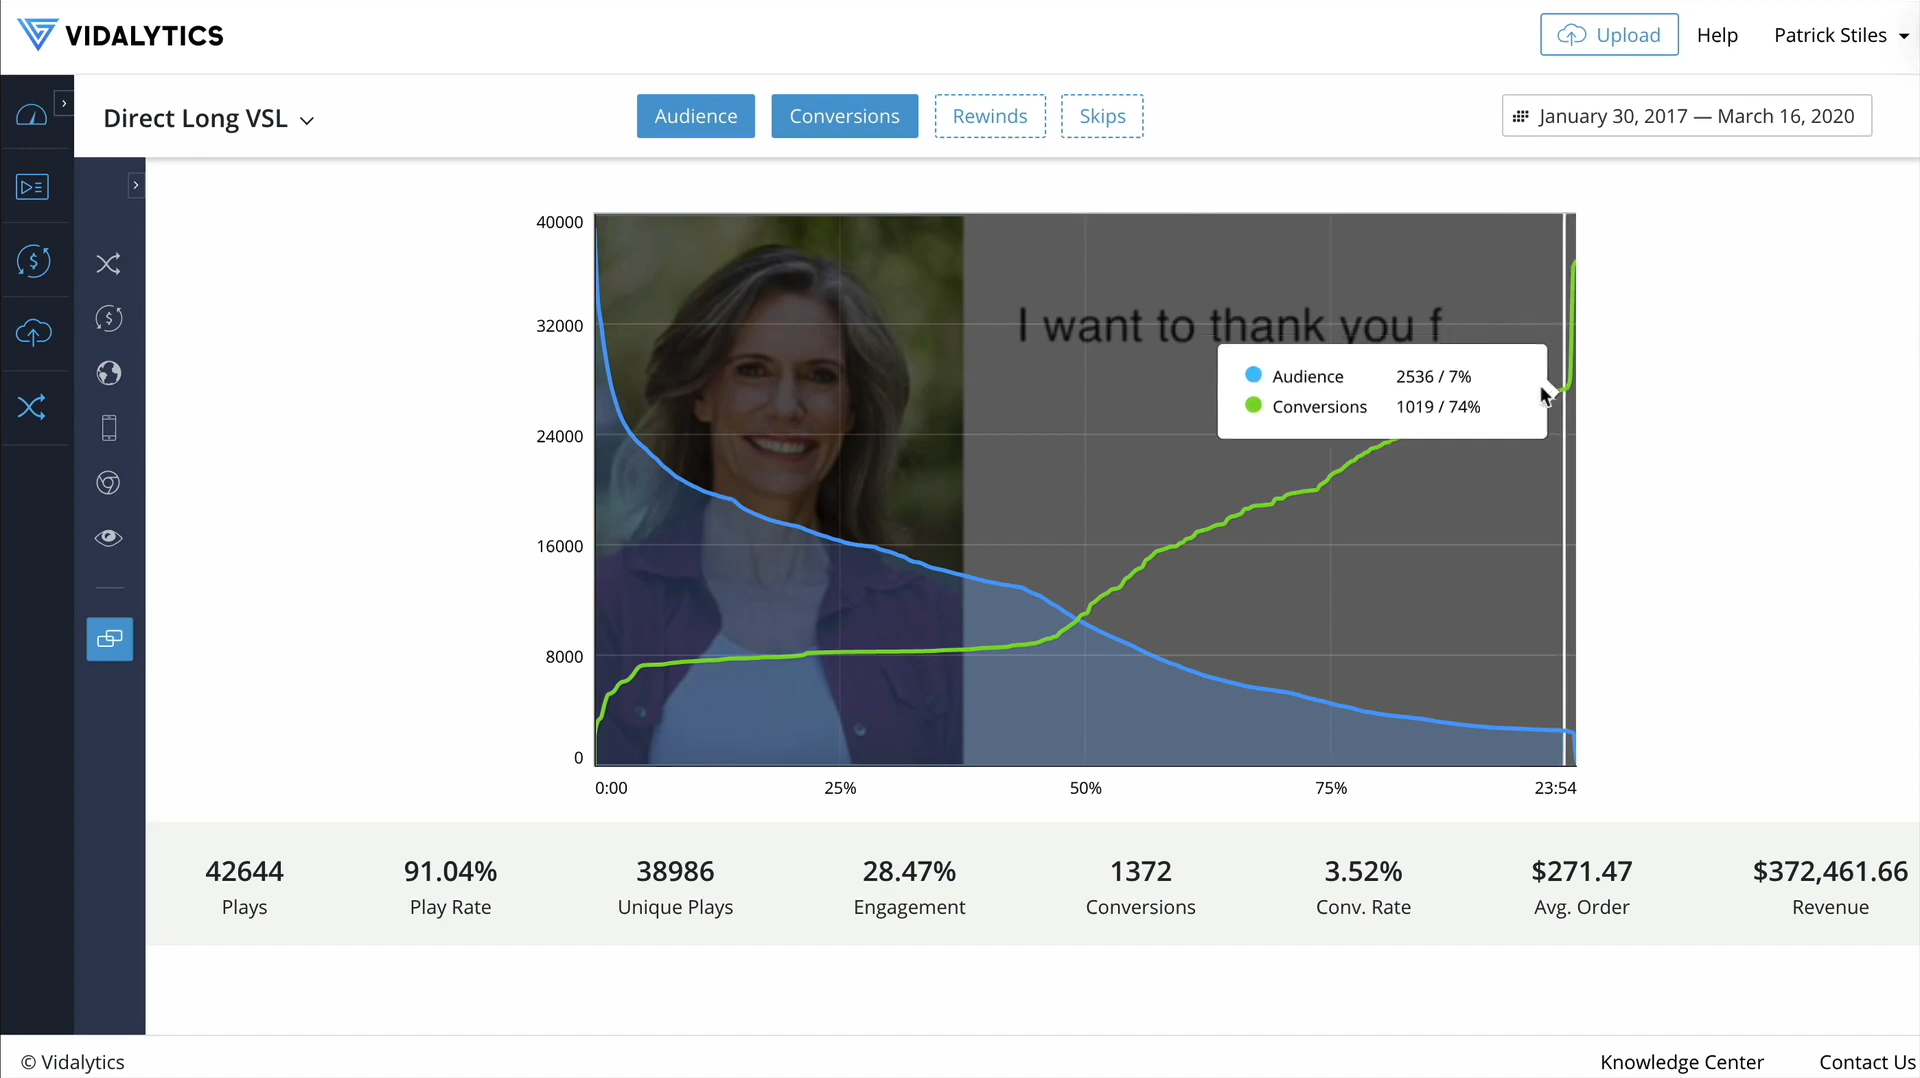 VIDALYTICS
Upload
Help
Patrick Stiles
Direct Long VSL
Audience
Conversions
Rewinds
Skips
January 30, 2017 — March 16, 2020
I want to thank you f
Audience 2536 / 7%
Conversions 1019 / 74%
40000
32000
24000
16000
8000
0
0:00 25% 50% 75% 23:54
42644 91.04% 38986 28.47% 1372 3.52% $271.47 $372,461.66
Plays Play Rate Unique Plays Engagement Conversions Conv. Rate Avg. Order Revenue
© Vidalytics
Knowledge Center
Contact Us